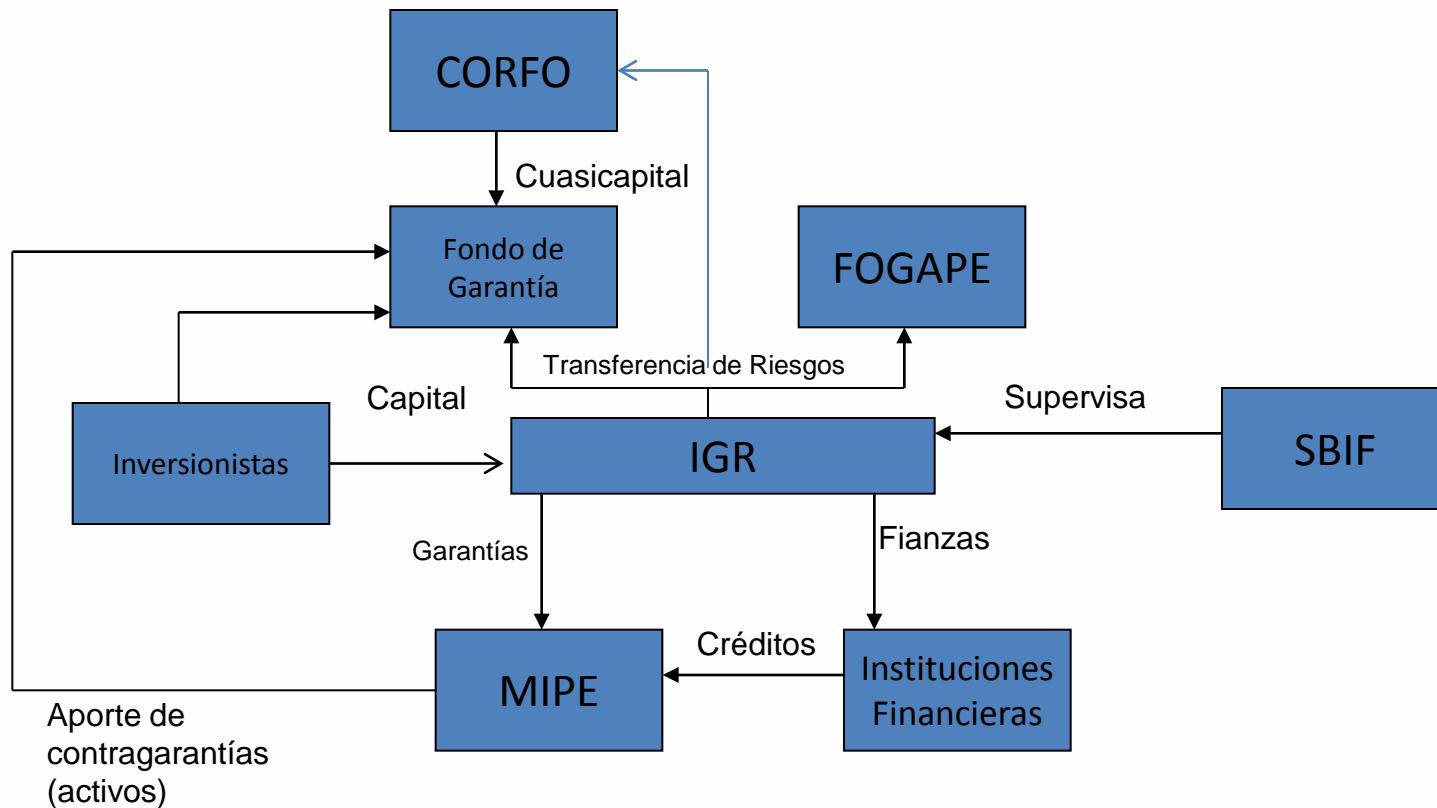 CORFO
Cuasicapital
Fondo de
Garantía
FOGAPE
Transferencia de Riesgos
Capital
Supervisa
Inversionistas
IGR
SBIF
Garantías
Fianzas
Créditos
MIPE
Instituciones
Financieras
Aporte de
contragarantías
(activos)